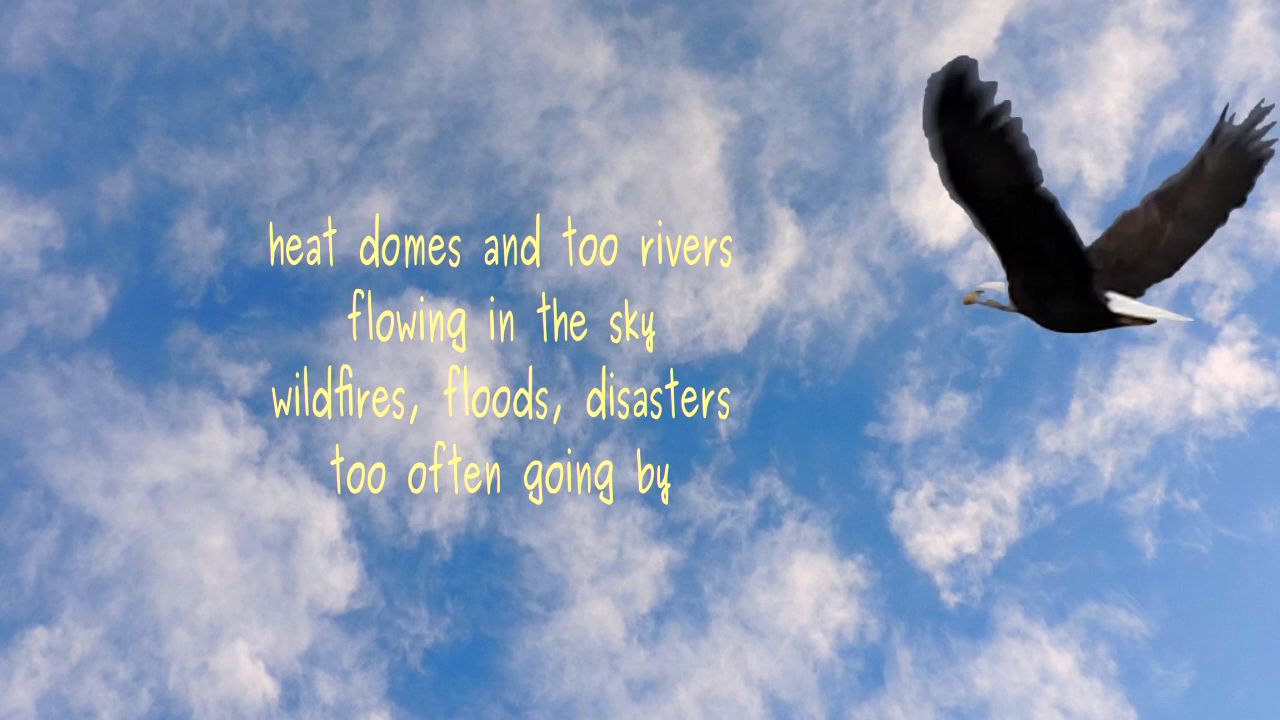 heat domes and too rivers
flowing in the sky
wildfires, floods, disasters
too often going by